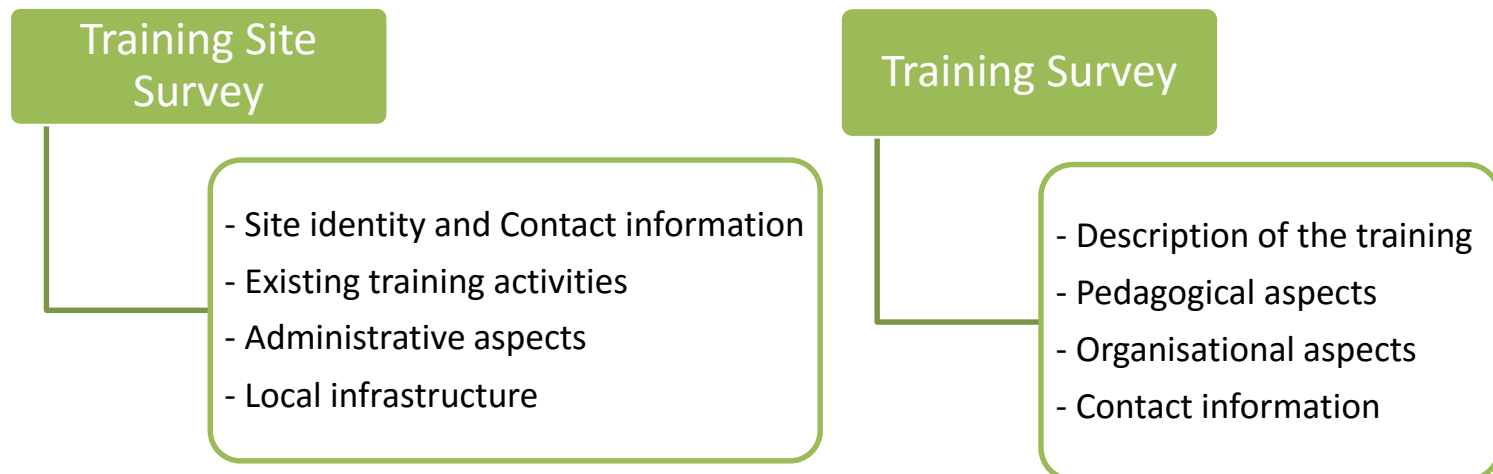 Training Site
Survey
- Site identity and Contact information
- Existing training activities
- Administrative aspects
- Local infrastructure
Training Survey
- Description of the training
- Pedagogical aspects
- Organisational aspects
- Contact information